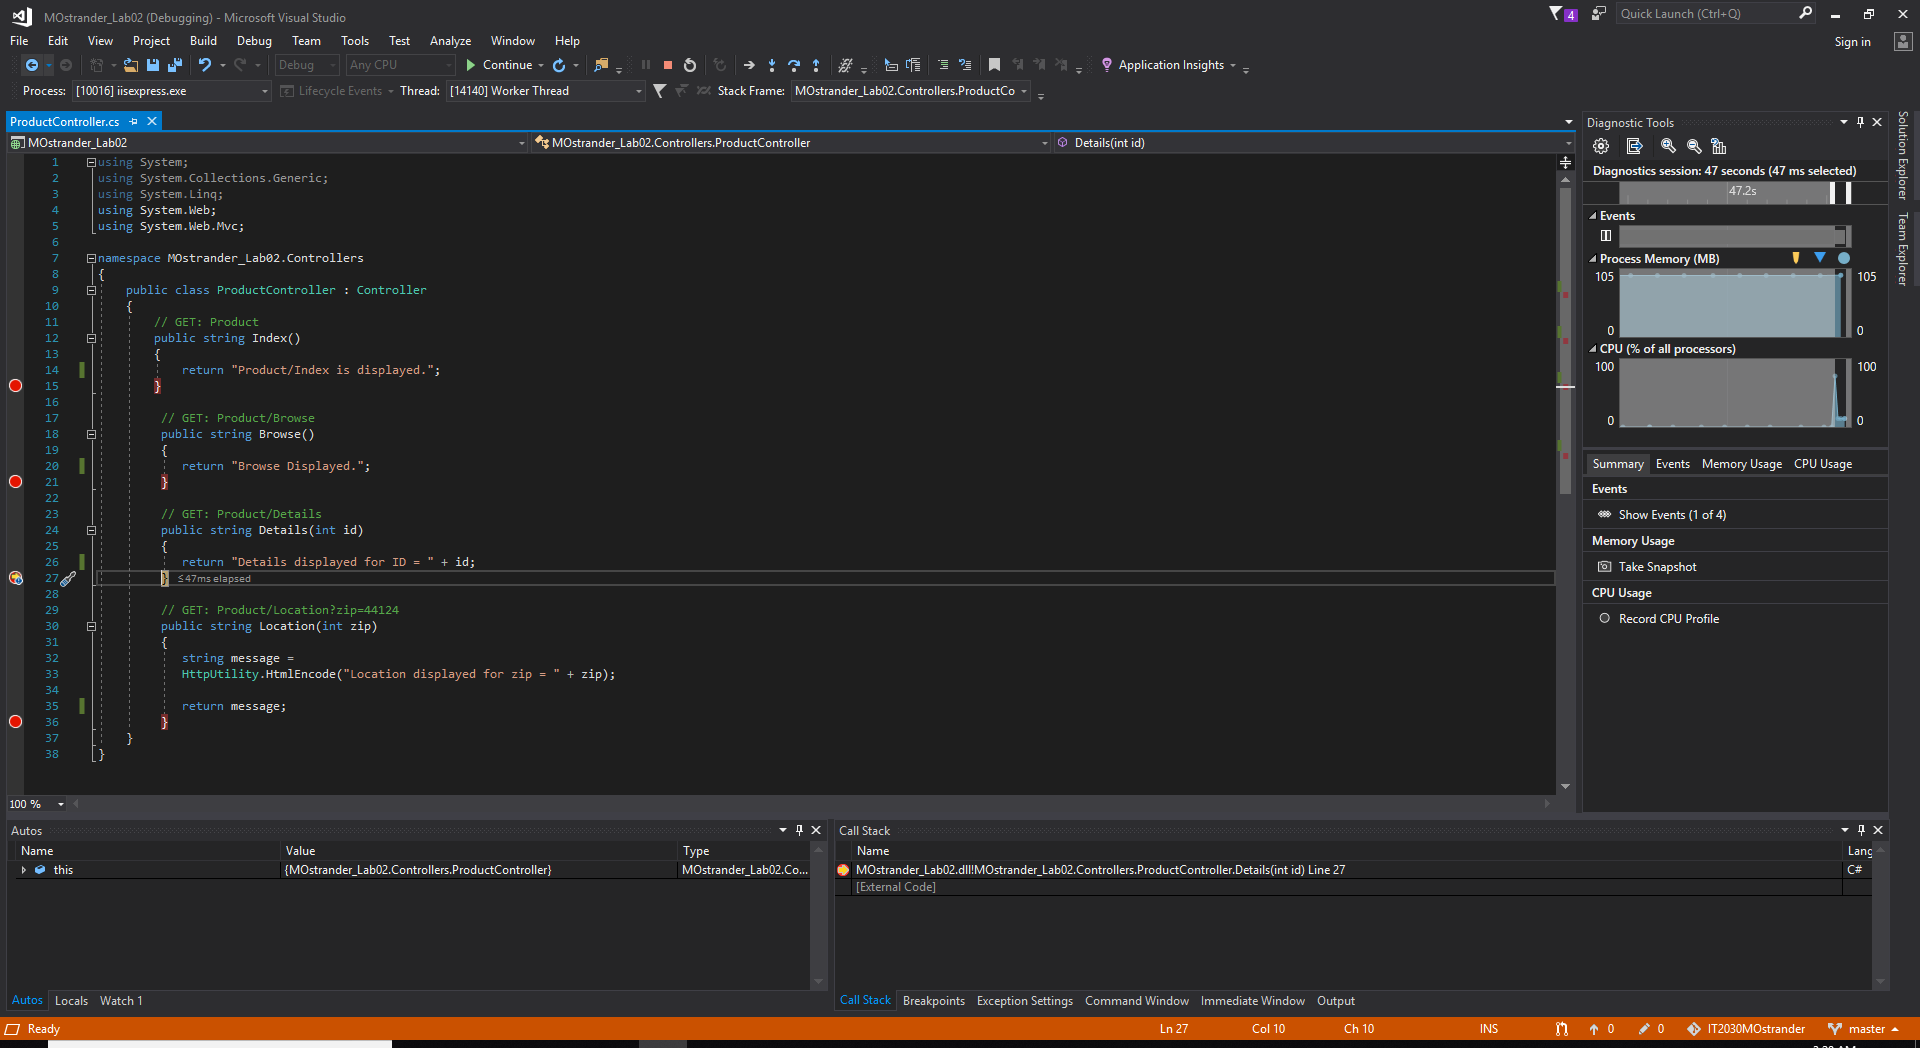 MOstrander_Lab02 (Debugging) - Microsoft Visual Studio
4
Quick Launch (Ctrl+Q)
File Edit View Project Build Debug Team Tools Test Analyze Window Help
Sign in
Debug Any CPU Continue Application Insights
Process: [10016] iisexpress.exe Lifecycle Events Thread: [14140] Worker Thread Stack Frame: MOstrander_Lab02.Controllers.ProductCo
ProductController.cs
MOstrander_Lab02 MOstrander_Lab02.Controllers.ProductController Details(int id)
1 using System;
2 using System.Collections.Generic;
3 using System.Linq;
4 using System.Web;
5 using System.Web.Mvc;
6
7 namespace MOstrander_Lab02.Controllers
8 {
9 public class ProductController : Controller
10 {
11 // GET: Product
12 public string Index()
13 {
14 return "Product/Index is displayed.";
15 }
16
17 // GET: Product/Browse
18 public string Browse()
19 {
20 return "Browse Displayed.";
21 }
22
23 // GET: Product/Details
24 public string Details(int id)
25 {
26 return "Details displayed for ID = " + id;
27 } ≤47ms elapsed
28
29 // GET: Product/Location?zip=44124
30 public string Location(int zip)
31 {
32 string message =
33 HttpUtility.HtmlEncode("Location displayed for zip = " + zip);
34
35 return message;
36 }
37 }
38 }
100 %
Diagnostic Tools
Diagnostics session: 47 seconds (47 ms selected)
47.2s
Events
Process Memory (MB)
105 105
0 0
CPU (% of all processors)
100 100
0 0
Summary Events Memory Usage CPU Usage
Events
Show Events (1 of 4)
Memory Usage
Take Snapshot
CPU Usage
Record CPU Profile
Solution Explorer
Team Explorer
Autos
Name Value Type
this {MOstrander_Lab02.Controllers.ProductController} MOstrander_Lab02.Co...
Autos Locals Watch 1
Call Stack
Name Lang
MOstrander_Lab02.dll!MOstrander_Lab02.Controllers.ProductController.Details(int id) Line 27 C#
[External Code]
Call Stack Breakpoints Exception Settings Command Window Immediate Window Output
Ready Ln 27 Col 10 Ch 10 INS 0 0 IT2030MOstrander master